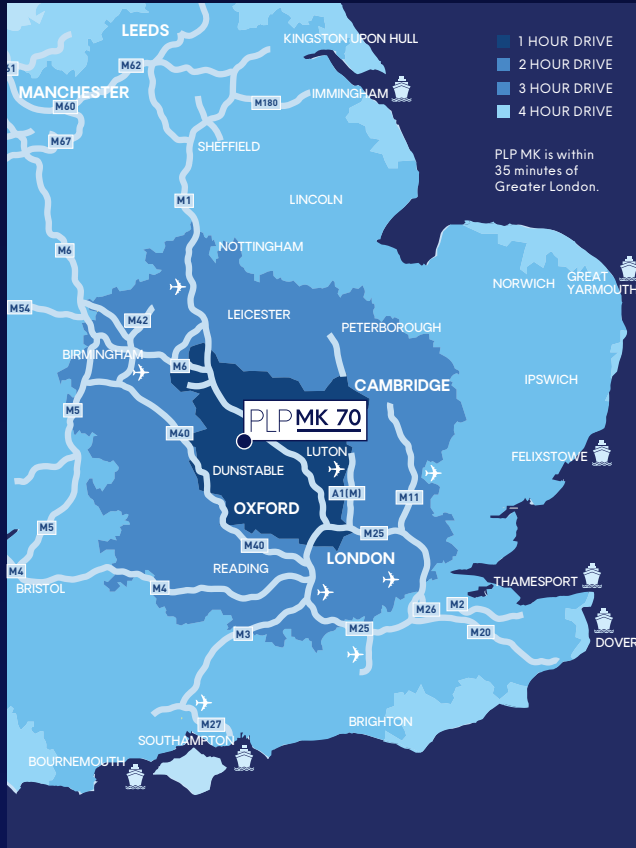 LEEDS
KINGSTON UPON HULL
1 HOUR DRIVE
2 HOUR DRIVE
3 HOUR DRIVE
4 HOUR DRIVE
61
M62
MANCHESTER
M60
M180
IMMINGHAM
M67
SHEFFIELD
PLP MK is within
35 minutes of
Greater London.
M1
LINCOLN
M6
NOTTINGHAM
NORWICH
GREAT
YARMOUTH
M54
M42
LEICESTER
PETERBOROUGH
BIRMINGHAM
M6
CAMBRIDGE
IPSWICH
M5
PLP MK 70
M40
LUTON
FELIXSTOWE
DUNSTABLE
A1(M)
M11
OXFORD
M5
M25
M40
LONDON
M4
READING
BRISTOL
M4
THAMESPORT
M26
M2
M3
M25
M20
DOVER
M27
BRIGHTON
SOUTHAMPTON
BOURNEMOUTH